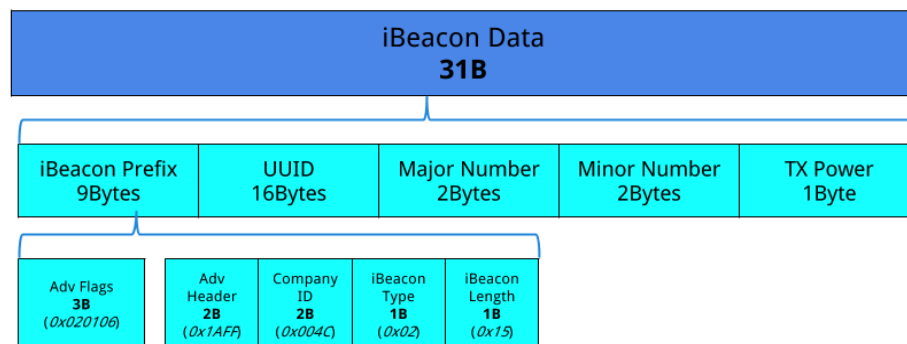 iBeacon Data
31B
iBeacon Prefix
9Bytes
UUID
16Bytes
Major Number
2Bytes
Minor Number
2Bytes
TX Power
1Byte
Adv Flags
3B
(0x020106)
Adv
Header
2B
(0x1AFF)
Company
ID
2B
(0x004C)
iBeacon
Type
1B
(0x02)
iBeacon
Length
1B
(0x15)